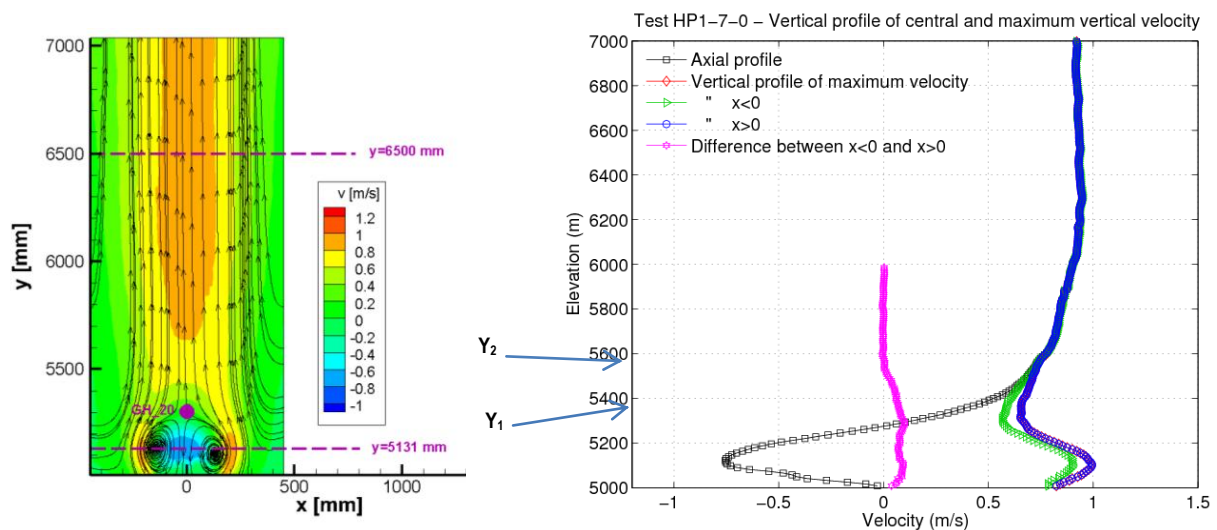 7000
6500
6000
5500
y [mm]
0
500
1000
x [mm]
y=6500 mm
y=5131 mm
GH_20
v [m/s]
1.2
1
0.8
0.6
0.4
0.2
0
-0.2
-0.4
-0.6
-0.8
-1
Y2
Y1
Test HP1-7-0 - Vertical profile of central and maximum vertical velocity
Axial profile
Vertical profile of maximum velocity
" x<0
" x>0
Difference between x<0 and x>0
7000
6800
6600
6400
6200
6000
5800
5600
5400
5200
5000
Elevation (m)
-1
-0.5
0
0.5
1
1.5
Velocity (m/s)